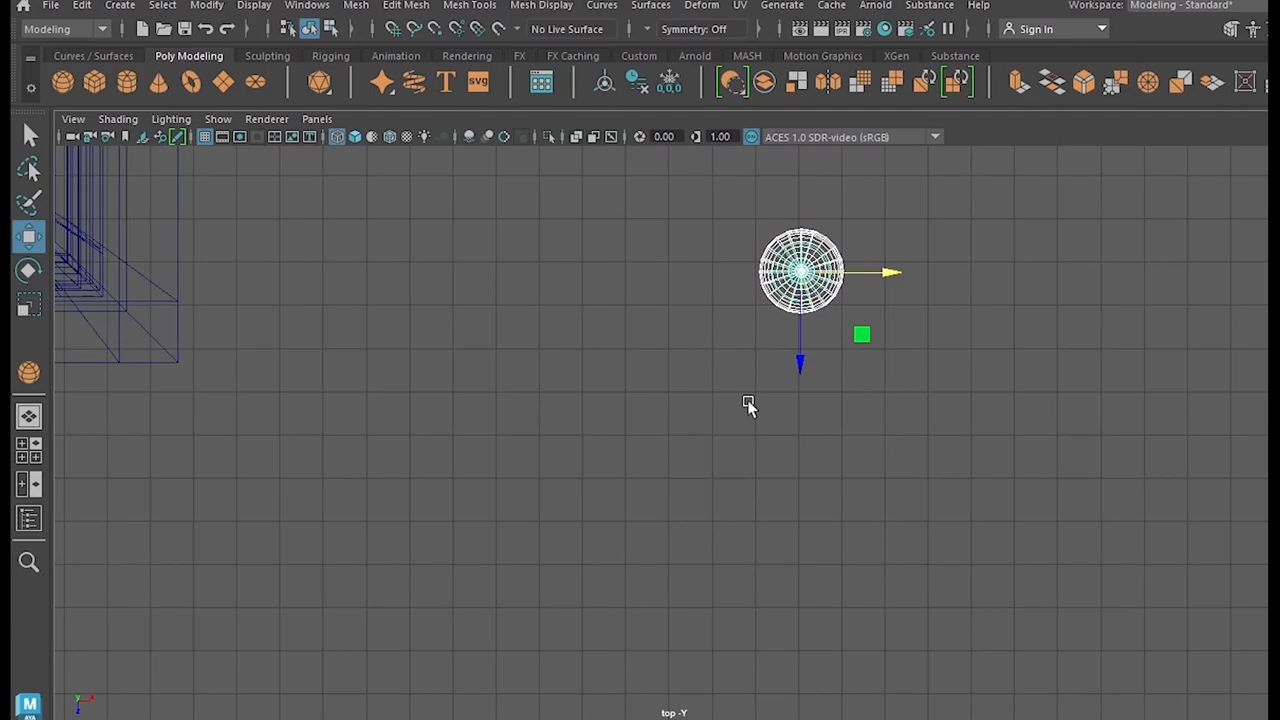 File Edit Create Select Modify Display Windows Mesh Edit Mesh Mesh Tools Mesh Display Curves Surfaces Deform UV Generate Cache Arnold Substance Help Workspace: Modeling - Standard*
Modeling No Live Surface Symmetry: Off Sign In
Curves / Surfaces Poly Modeling Sculpting Rigging Animation Rendering FX FX Caching Custom Arnold MASH Motion Graphics XGen Substance
T svg 0,0,0
View Shading Lighting Show Renderer Panels
0.00 1.00 ACES 1.0 SDR-video (sRGB)
y x
z
M
top -Y